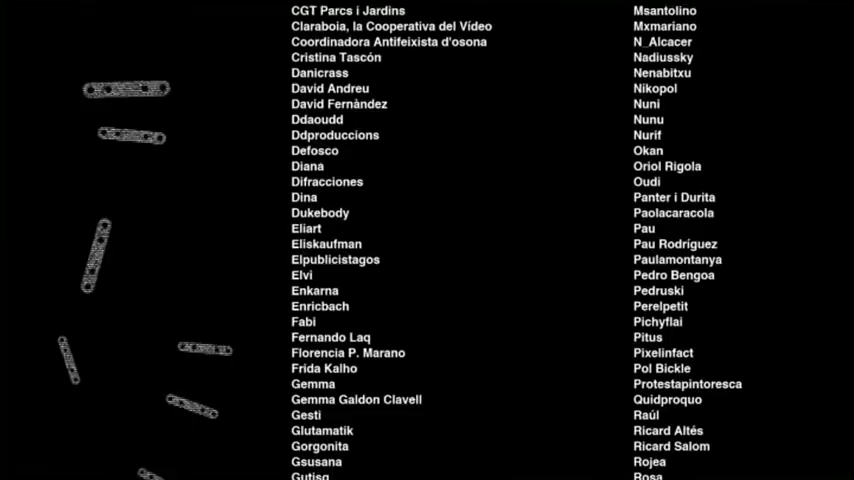 CGT Parcs i Jardins
Claraboia, la Cooperativa del Vídeo
Coordinadora Antifeixista d'osona
Cristina Tascón
Danicrass
David Andreu
David Fernàndez
Ddaoudd
Ddproduccions
Defosco
Diana
Difracciones
Dina
Dukebody
Eliart
Eliskaufman
Elpublicistagos
Elvi
Enkarna
Enricbach
Fabi
Fernando Laq
Florencia P. Marano
Frida Kalho
Gemma
Gemma Galdon Clavell
Gesti
Glutamatik
Gorgonita
Gsusana
Gutisg
Msantolino
Mxmariano
N_Alcacer
Nadiussky
Nenabitxu
Nikopol
Nuni
Nunu
Nurif
Okan
Oriol Rigola
Oudi
Panter i Durita
Paolacaracola
Pau
Pau Rodríguez
Paulamontanya
Pedro Bengoa
Pedruski
Perelpetit
Pichyflai
Pitus
Pixelinfact
Pol Bickle
Protestapintoresca
Quidproquo
Raúl
Ricard Altés
Ricard Salom
Rojea
Rosa